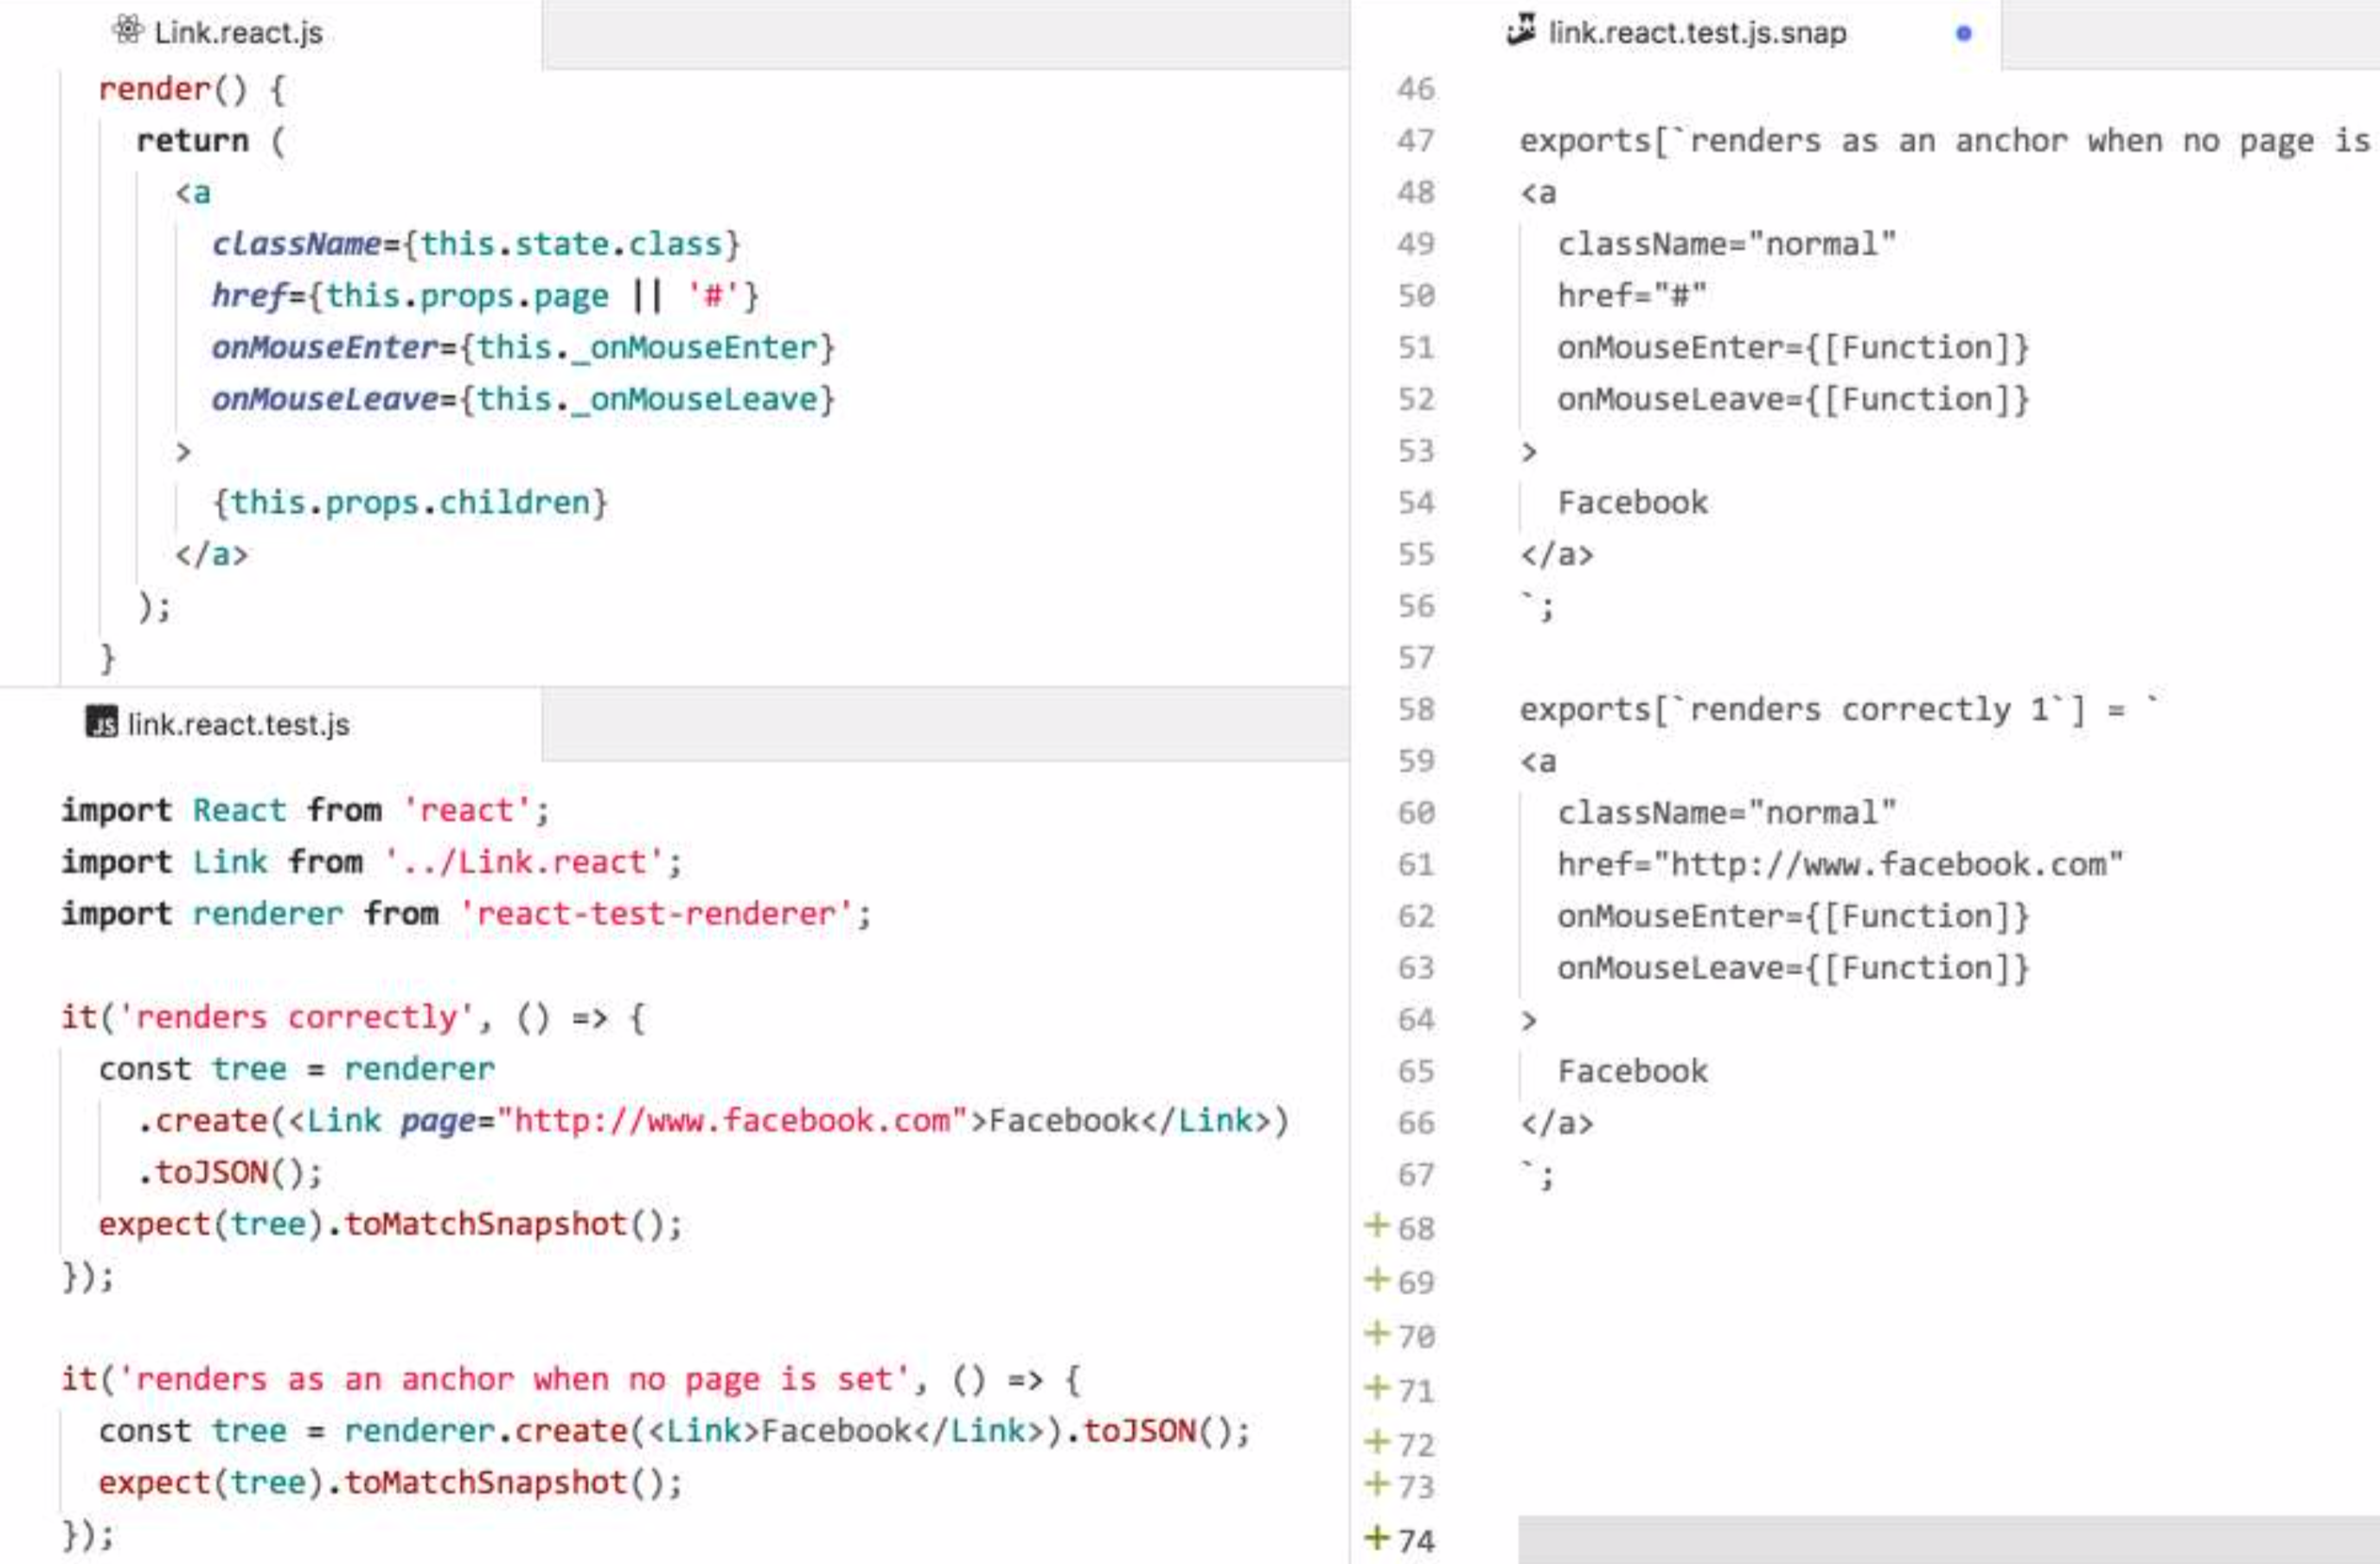 Link.react.js
render() {
return (
<a
className={this.state.class}
href={this.props.page || '#'}
onMouseEnter={this._onMouseEnter}
onMouseLeave={this._onMouseLeave}
>
{this.props.children}
</a>
);
}
JS link.react.test.js
import React from 'react';
import Link from '../Link.react';
import renderer from 'react-test-renderer';
it('renders correctly', () => {
const tree = renderer
.create(<Link page="http://www.facebook.com">Facebook</Link>)
.toJSON();
expect(tree).toMatchSnapshot();
});
it('renders as an anchor when no page is set', () => {
const tree = renderer.create(<Link>Facebook</Link>).toJSON();
expect(tree).toMatchSnapshot();
});
link.react.test.js.snap
46
47 exports[`renders as an anchor when no page is
48 <a
49 className="normal"
50 href="#"
51 onMouseEnter={[Function]}
52 onMouseLeave={[Function]}
53 >
54 Facebook
55 </a>
56 `;
57
58 exports[`renders correctly 1`] = `
59 <a
60 className="normal"
61 href="http://www.facebook.com"
62 onMouseEnter={[Function]}
63 onMouseLeave={[Function]}
64 >
65 Facebook
66 </a>
67 `;
+ 68
+ 69
+ 70
+ 71
+ 72
+ 73
+ 74